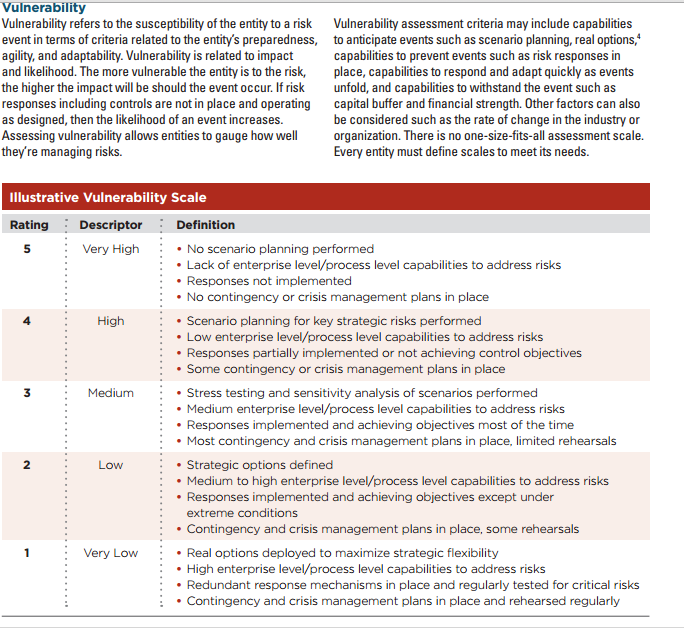 Vulnerability
Vulnerability refers to the susceptibility of the entity to a risk
event in terms of criteria related to the entity's preparedness,
agility, and adaptability. Vulnerability is related to impact
and likelihood. The more vulnerable the entity is to the risk,
the higher the impact will be should the event occur. If risk
responses including controls are not in place and operating
as designed, then the likelihood of an event increases.
Assessing vulnerability allows entities to gauge how well
they're managing risks.
Vulnerability assessment criteria may include capabilities
to anticipate events such as scenario planning, real options,⁴
capabilities to prevent events such as risk responses in
place, capabilities to respond and adapt quickly as events
unfold, and capabilities to withstand the event such as
capital buffer and financial strength. Other factors can also
be considered such as the rate of change in the industry or
organization. There is no one-size-fits-all assessment scale.
Every entity must define scales to meet its needs.
Illustrative Vulnerability Scale
Rating Descriptor Definition
5 Very High • No scenario planning performed
• Lack of enterprise level/process level capabilities to address risks
• Responses not implemented
• No contingency or crisis management plans in place
4 High • Scenario planning for key strategic risks performed
• Low enterprise level/process level capabilities to address risks
• Responses partially implemented or not achieving control objectives
• Some contingency or crisis management plans in place
3 Medium • Stress testing and sensitivity analysis of scenarios performed
• Medium enterprise level/process level capabilities to address risks
• Responses implemented and achieving objectives most of the time
• Most contingency and crisis management plans in place, limited rehearsals
2 Low • Strategic options defined
• Medium to high enterprise level/process level capabilities to address risks
• Responses implemented and achieving objectives except under
extreme conditions
• Contingency and crisis management plans in place, some rehearsals
1 Very Low • Real options deployed to maximize strategic flexibility
• High enterprise level/process level capabilities to address risks
• Redundant response mechanisms in place and regularly tested for critical risks
• Contingency and crisis management plans in place and rehearsed regularly